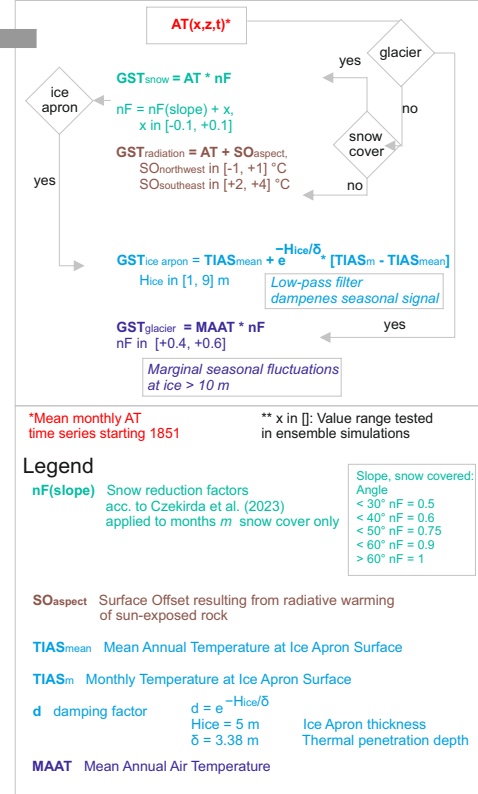 AT(x,z,t)*
glacier
yes
ice
apron
GSTsnow = AT * nF
no
nF = nF(slope) + x,
x in [-0.1, +0.1]
snow
cover
GSTradiation = AT + SOaspect,
SOnorthwest in [-1, +1] °C
SOsoutheast in [+2, +4] °C
yes
no
GSTice arpon = TIASmean + e−Hice/δ * [TIASm - TIASmean]
Hice in [1, 9] m
Low-pass filter
dampenes seasonal signal
GSTglacier = MAAT * nF
yes
nF in [+0.4, +0.6]
Marginal seasonal fluctuations
at ice > 10 m
*Mean monthly AT
time series starting 1851
** x in []: Value range tested
in ensemble simulations
Legend
nF(slope) Snow reduction factors
acc. to Czekirda et al. (2023)
applied to months m snow cover only
Slope, snow covered:
Angle
< 30° nF = 0.5
< 40° nF = 0.6
< 50° nF = 0.75
< 60° nF = 0.9
> 60° nF = 1
SOaspect Surface Offset resulting from radiative warming
of sun-exposed rock
TIASmean Mean Annual Temperature at Ice Apron Surface
TIASm Monthly Temperature at Ice Apron Surface
d damping factor d = e−Hice/δ
Hice = 5 m Ice Apron thickness
δ = 3.38 m Thermal penetration depth
MAAT Mean Annual Air Temperature